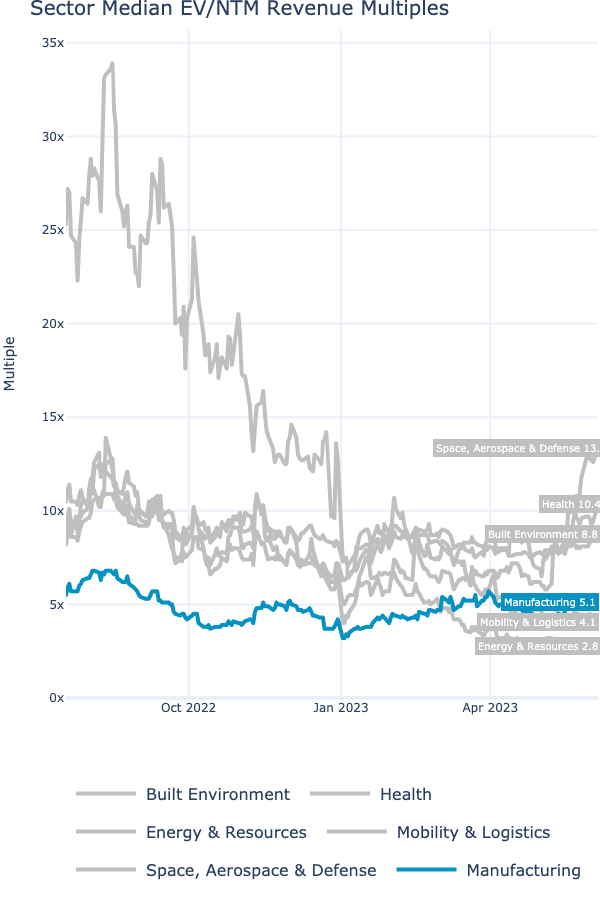 Sector Median EV/NTM Revenue Multiples
35x
30x
25x
20x
15x
10x
5x
0x
Multiple
Space, Aerospace & Defense 13.
Health 10.4
Built Environment 8.8
Manufacturing 5.1
Mobility & Logistics 4.1
Energy & Resources 2.8
Oct 2022
Jan 2023
Apr 2023
Built Environment
Health
Energy & Resources
Mobility & Logistics
Space, Aerospace & Defense
Manufacturing